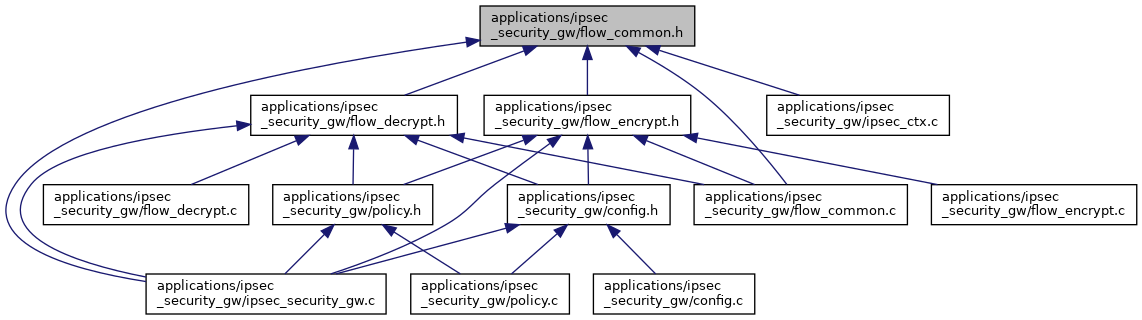 applications/ipsec
_security_gw/flow_common.h
applications/ipsec
_security_gw/flow_decrypt.h
applications/ipsec
_security_gw/flow_encrypt.h
applications/ipsec
_security_gw/ipsec_ctx.c
applications/ipsec
_security_gw/flow_decrypt.c
applications/ipsec
_security_gw/policy.h
applications/ipsec
_security_gw/config.h
applications/ipsec
_security_gw/flow_common.c
applications/ipsec
_security_gw/flow_encrypt.c
applications/ipsec
_security_gw/ipsec_security_gw.c
applications/ipsec
_security_gw/policy.c
applications/ipsec
_security_gw/config.c